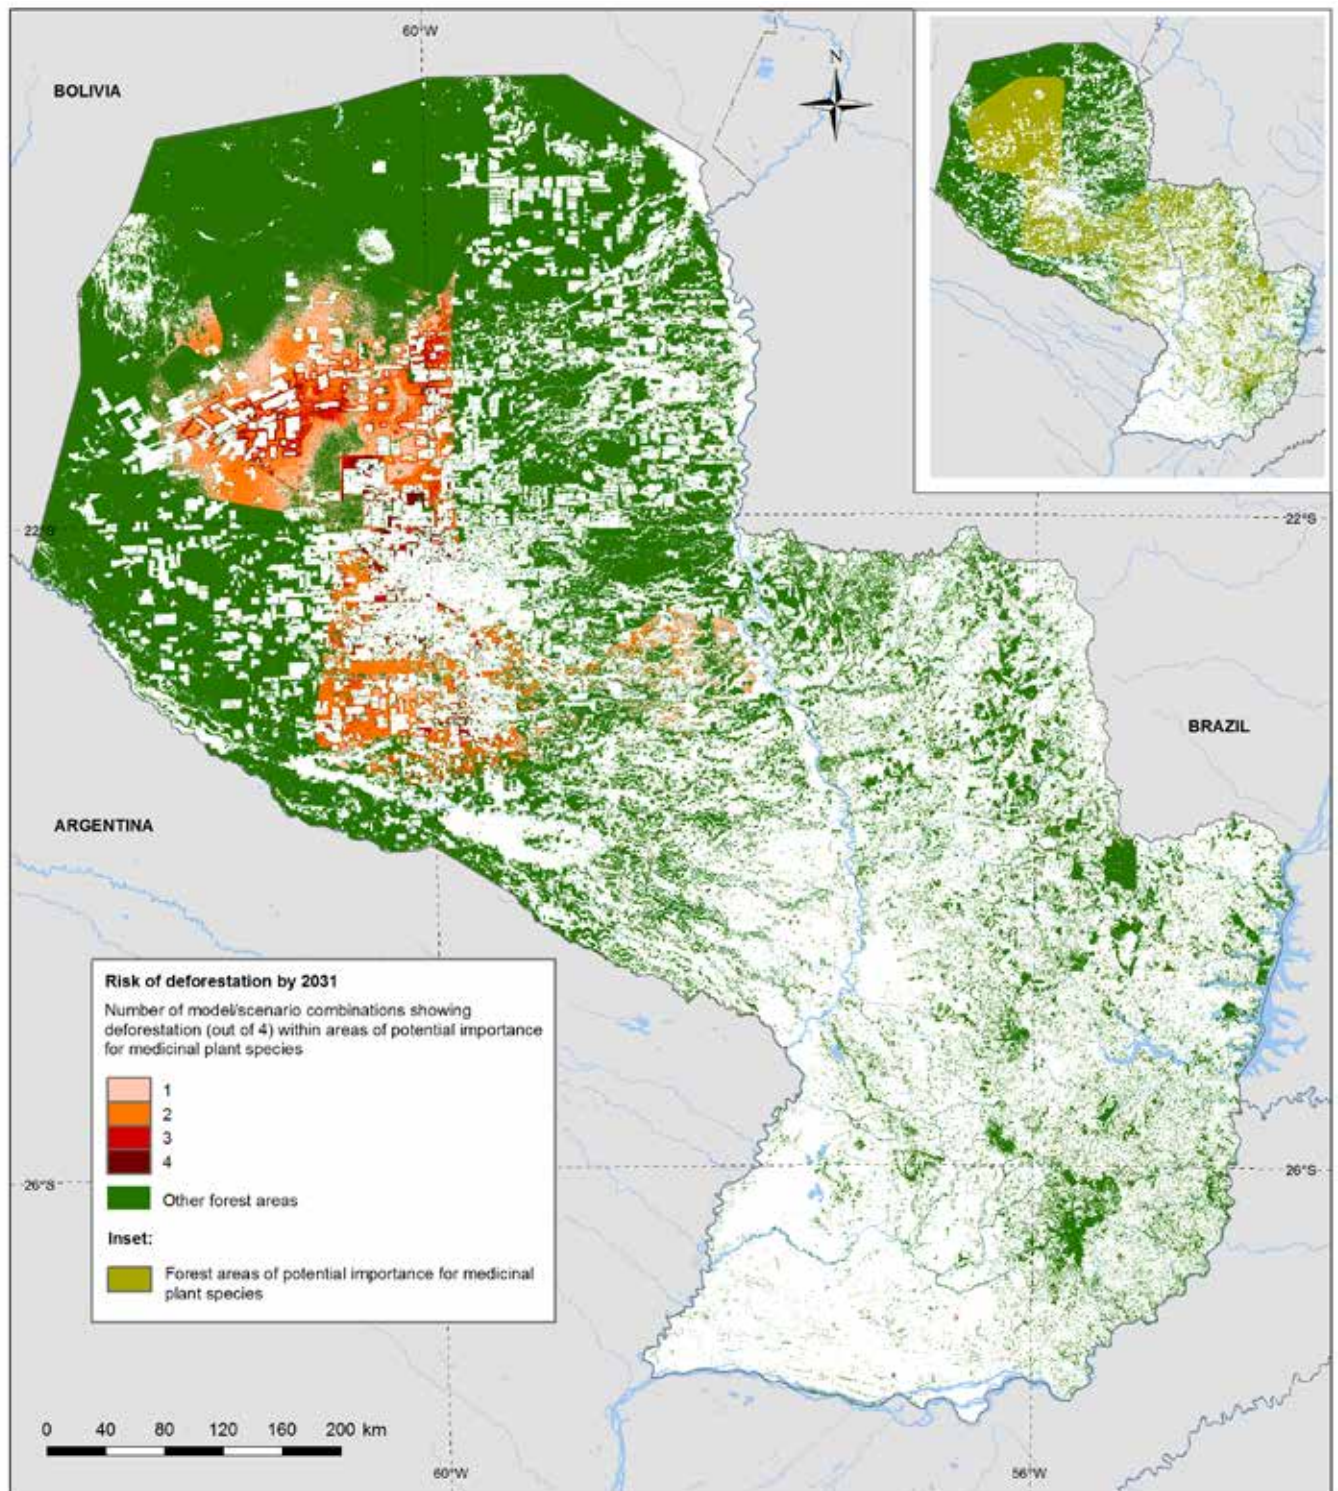 60°W
N
BOLIVIA
22°S
22°S
BRAZIL
ARGENTINA
Risk of deforestation by 2031
Number of model/scenario combinations showing
deforestation (out of 4) within areas of potential importance
for medicinal plant species
1
2
3
4
Other forest areas
Inset:
Forest areas of potential importance for medicinal
plant species
26°S
26°S
0 40 80 120 160 200 km
60°W
56°W